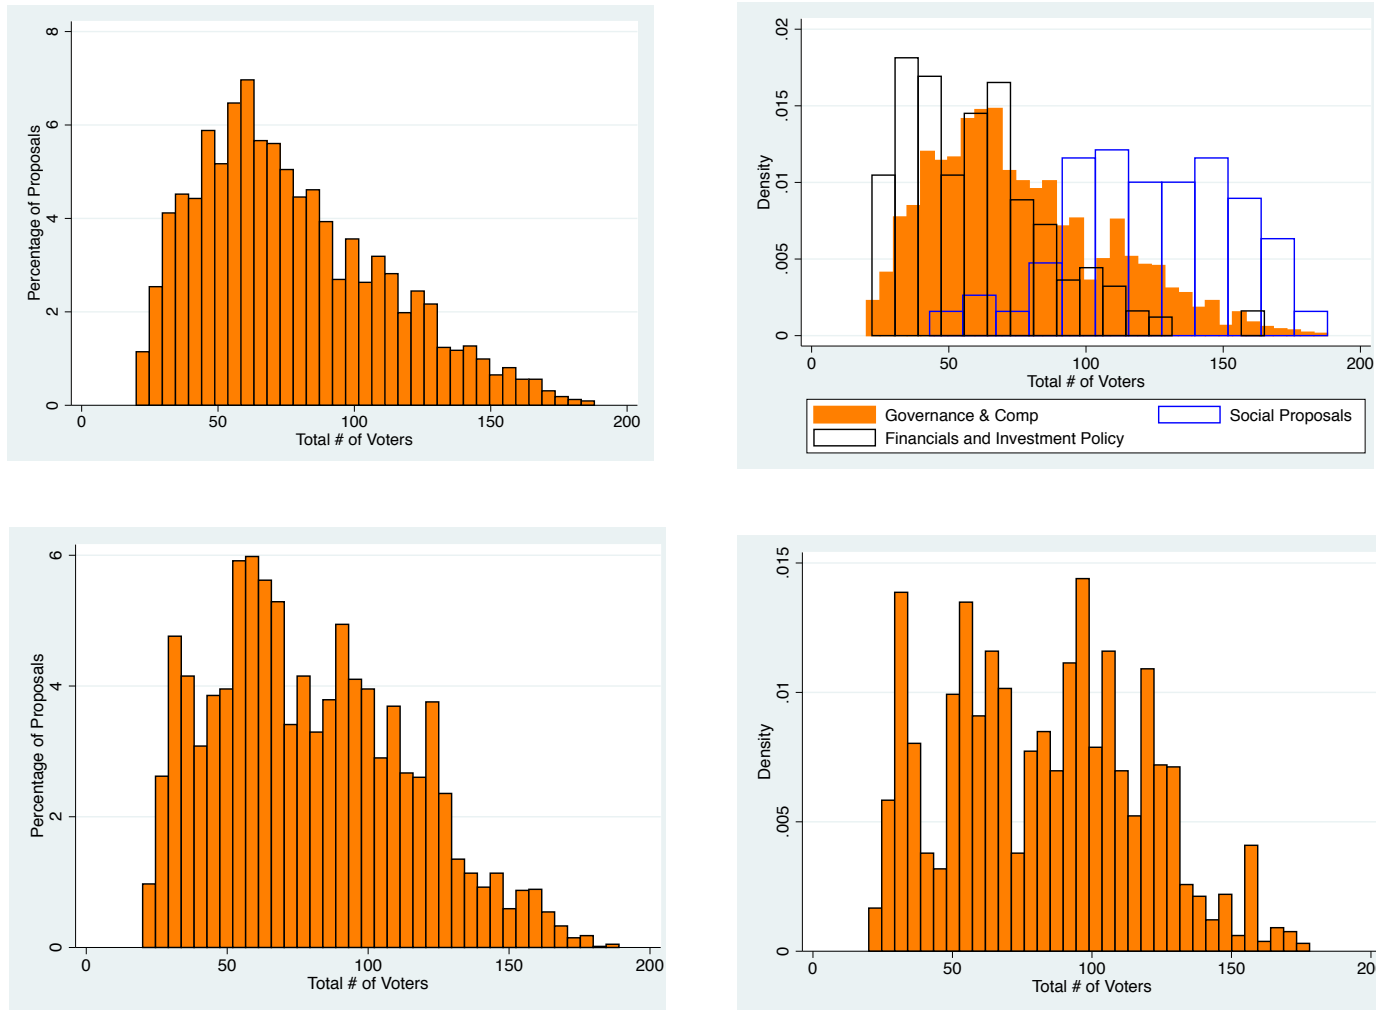 8
6
4
2
0
Percentage of Proposals
0 50 100 150 200
Total # of Voters
.02
.015
.01
.005
0
Density
0 50 100 150 200
Total # of Voters
Governance & Comp Social Proposals
Financials and Investment Policy
6
4
2
0
Percentage of Proposals
0 50 100 150 200
Total # of Voters
.015
.01
.005
0
Density
0 50 100 150 20
Total # of Voters